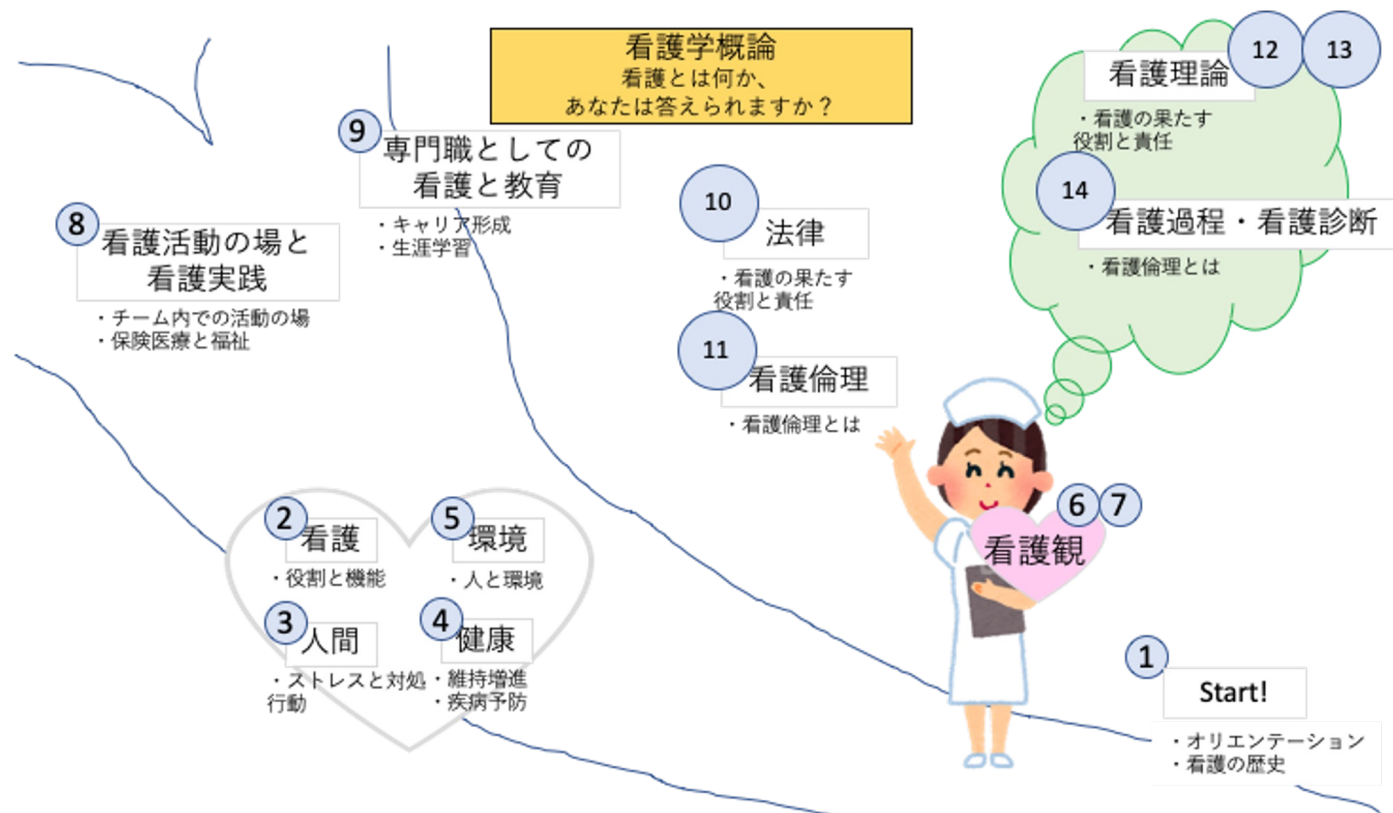 看護学概論
看護とは何か、
あなたは答えられますか？
12
13
看護理論
・看護の果たす
役割と責任
14
看護過程・看護診断
・看護倫理とは
9
専門職としての
看護と教育
・キャリア形成
・生涯学習
8
看護活動の場と
看護実践
・チーム内での活動の場
・保険医療と福祉
10
法律
・看護の果たす
役割と責任
11
看護倫理
・看護倫理とは
2
看護
・役割と機能
5
環境
・人と環境
3
人間
・ストレスと対処
行動
4
健康
・維持増進
・疾病予防
6
7
看護観
1
Start!
・オリエンテーション
・看護の歴史